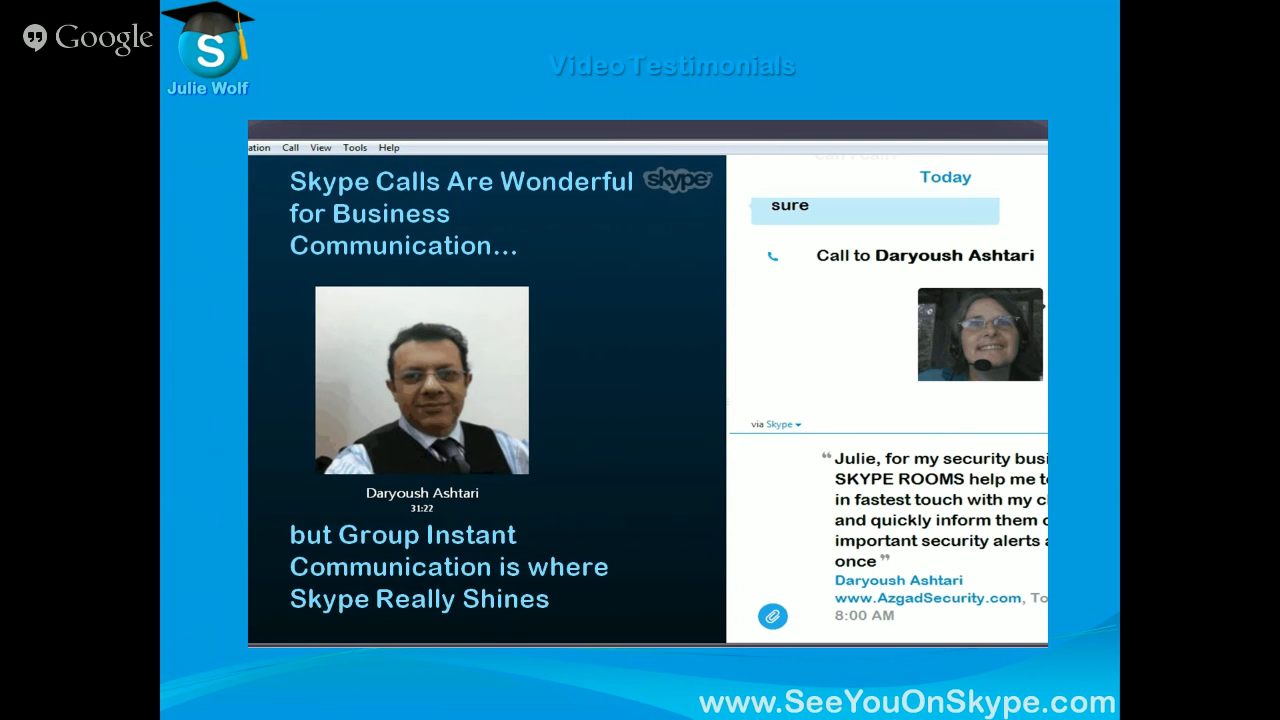 Google
S
Julie Wolf
Video Testimonials
ation Call View Tools Help
Skype Calls Are Wonderful
for Business
Communication...
skype
Daryoush Ashtari
31:22
but Group Instant
Communication is where
Skype Really Shines
Today
sure
Call to Daryoush Ashtari
via Skype
“ Julie, for my security busi
SKYPE ROOMS help me t
in fastest touch with my c
and quickly inform them
important security alerts
once ”
Daryoush Ashtari
www.AzgadSecurity.com, To
8:00 AM
www.SeeYouOnSkype.com